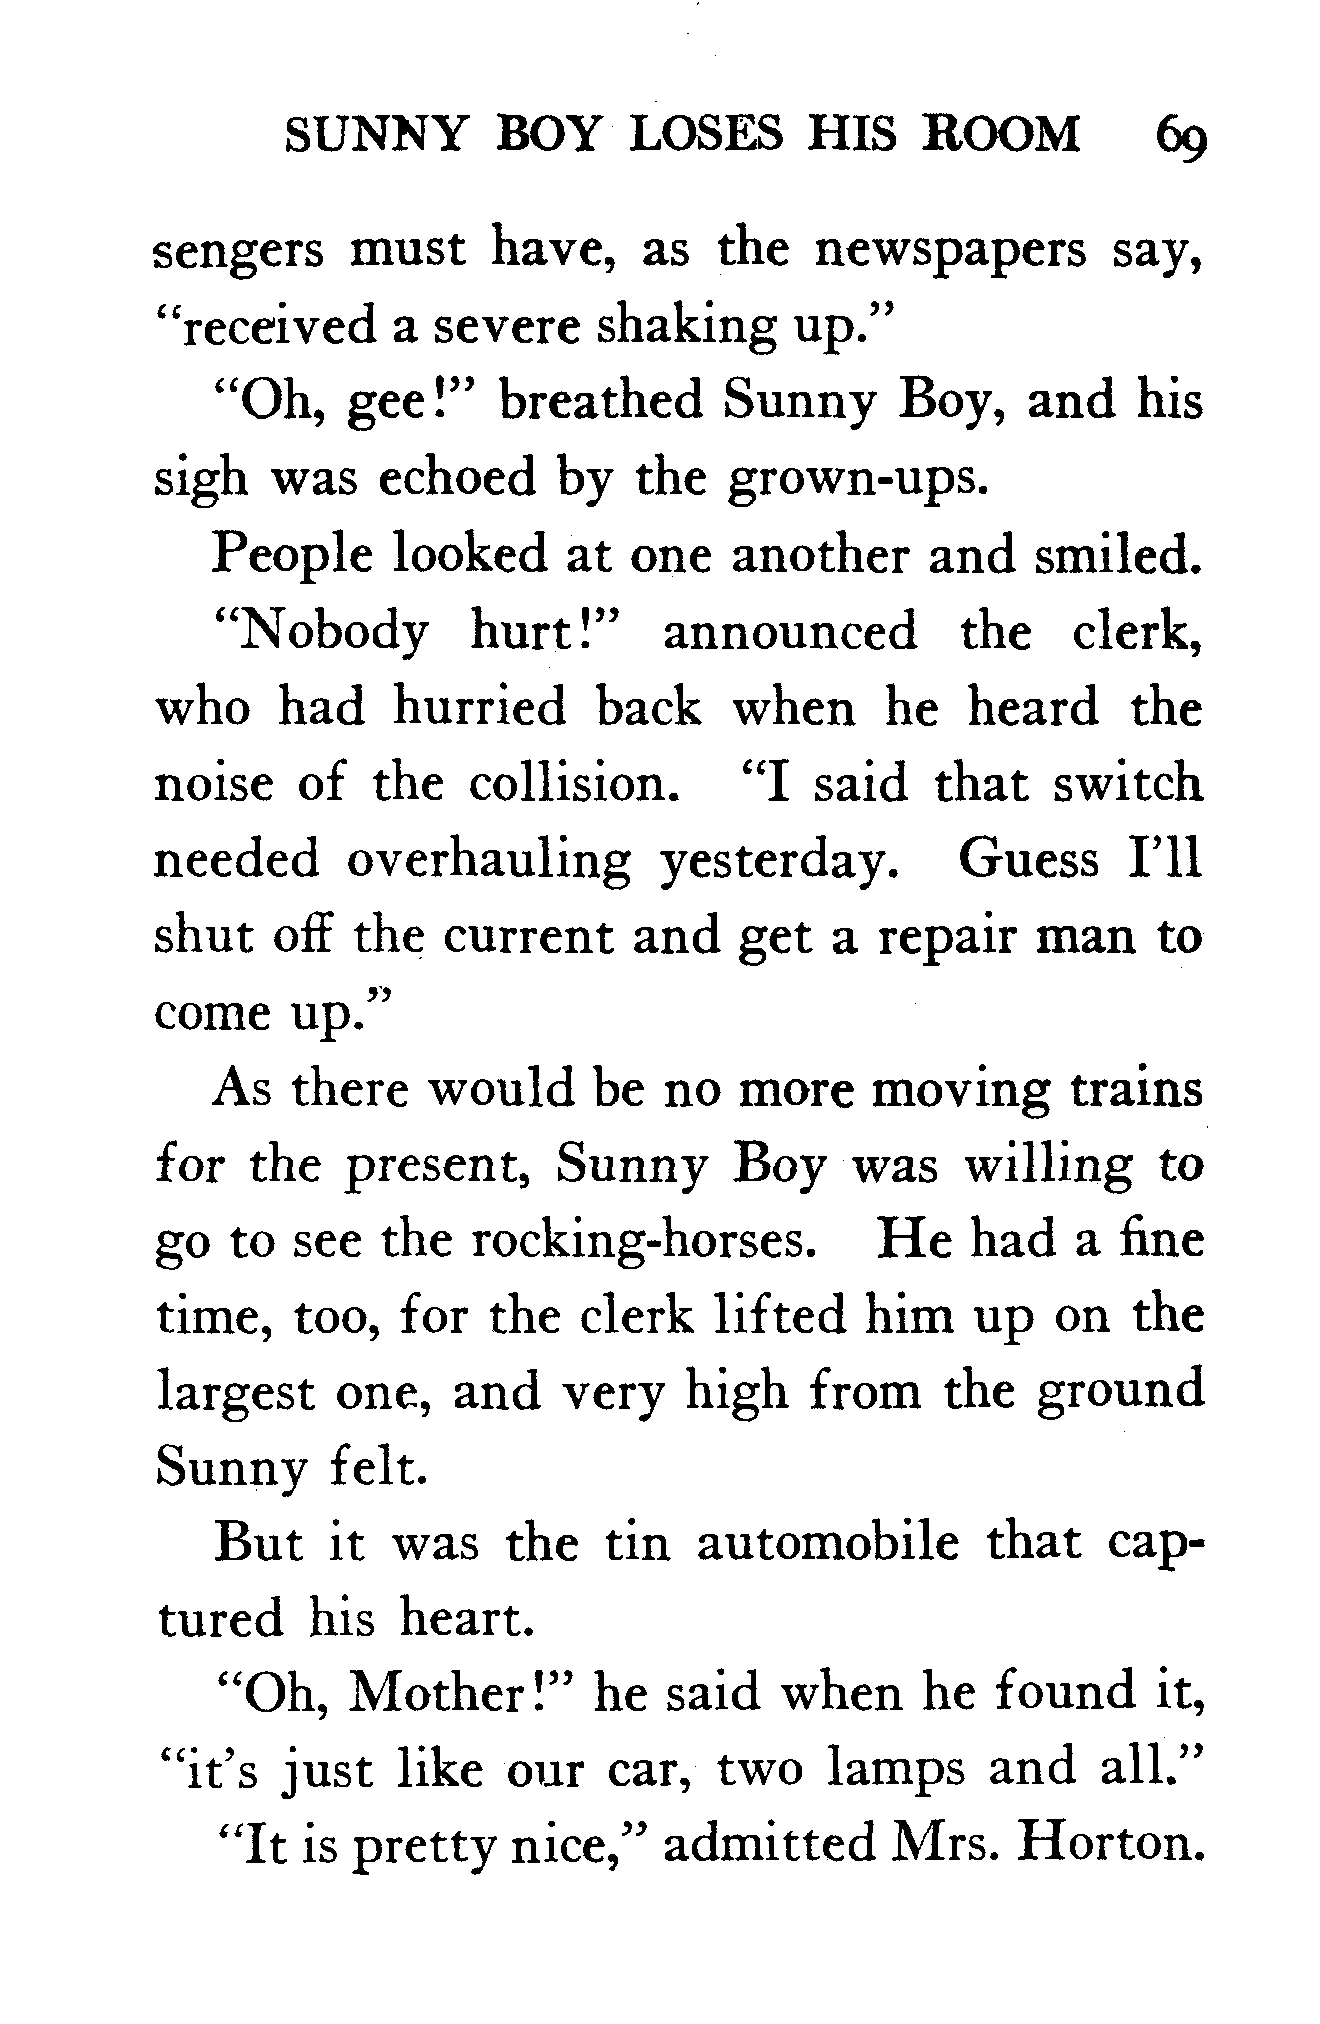 SUNNY BOY LOSES HIS ROOM 69
sengers must have, as the newspapers say,
“received a severe shaking up.”
“Oh, gee!” breathed Sunny Boy, and his
sigh was echoed by the grown-ups.
People looked at one another and smiled.
“Nobody hurt!” announced the clerk,
who had hurried back when he heard the
noise of the collision. “I said that switch
needed overhauling yesterday. Guess I’ll
shut off the current and get a repair man to
come up.”
As there would be no more moving trains
for the present, Sunny Boy was willing to
go to see the rocking-horses. He had a fine
time, too, for the clerk lifted him up on the
largest one, and very high from the ground
Sunny felt.
But it was the tin automobile that cap-
tured his heart.
“Oh, Mother!” he said when he found it,
“it’s just like our car, two lamps and all.”
“It is pretty nice,” admitted Mrs. Horton.